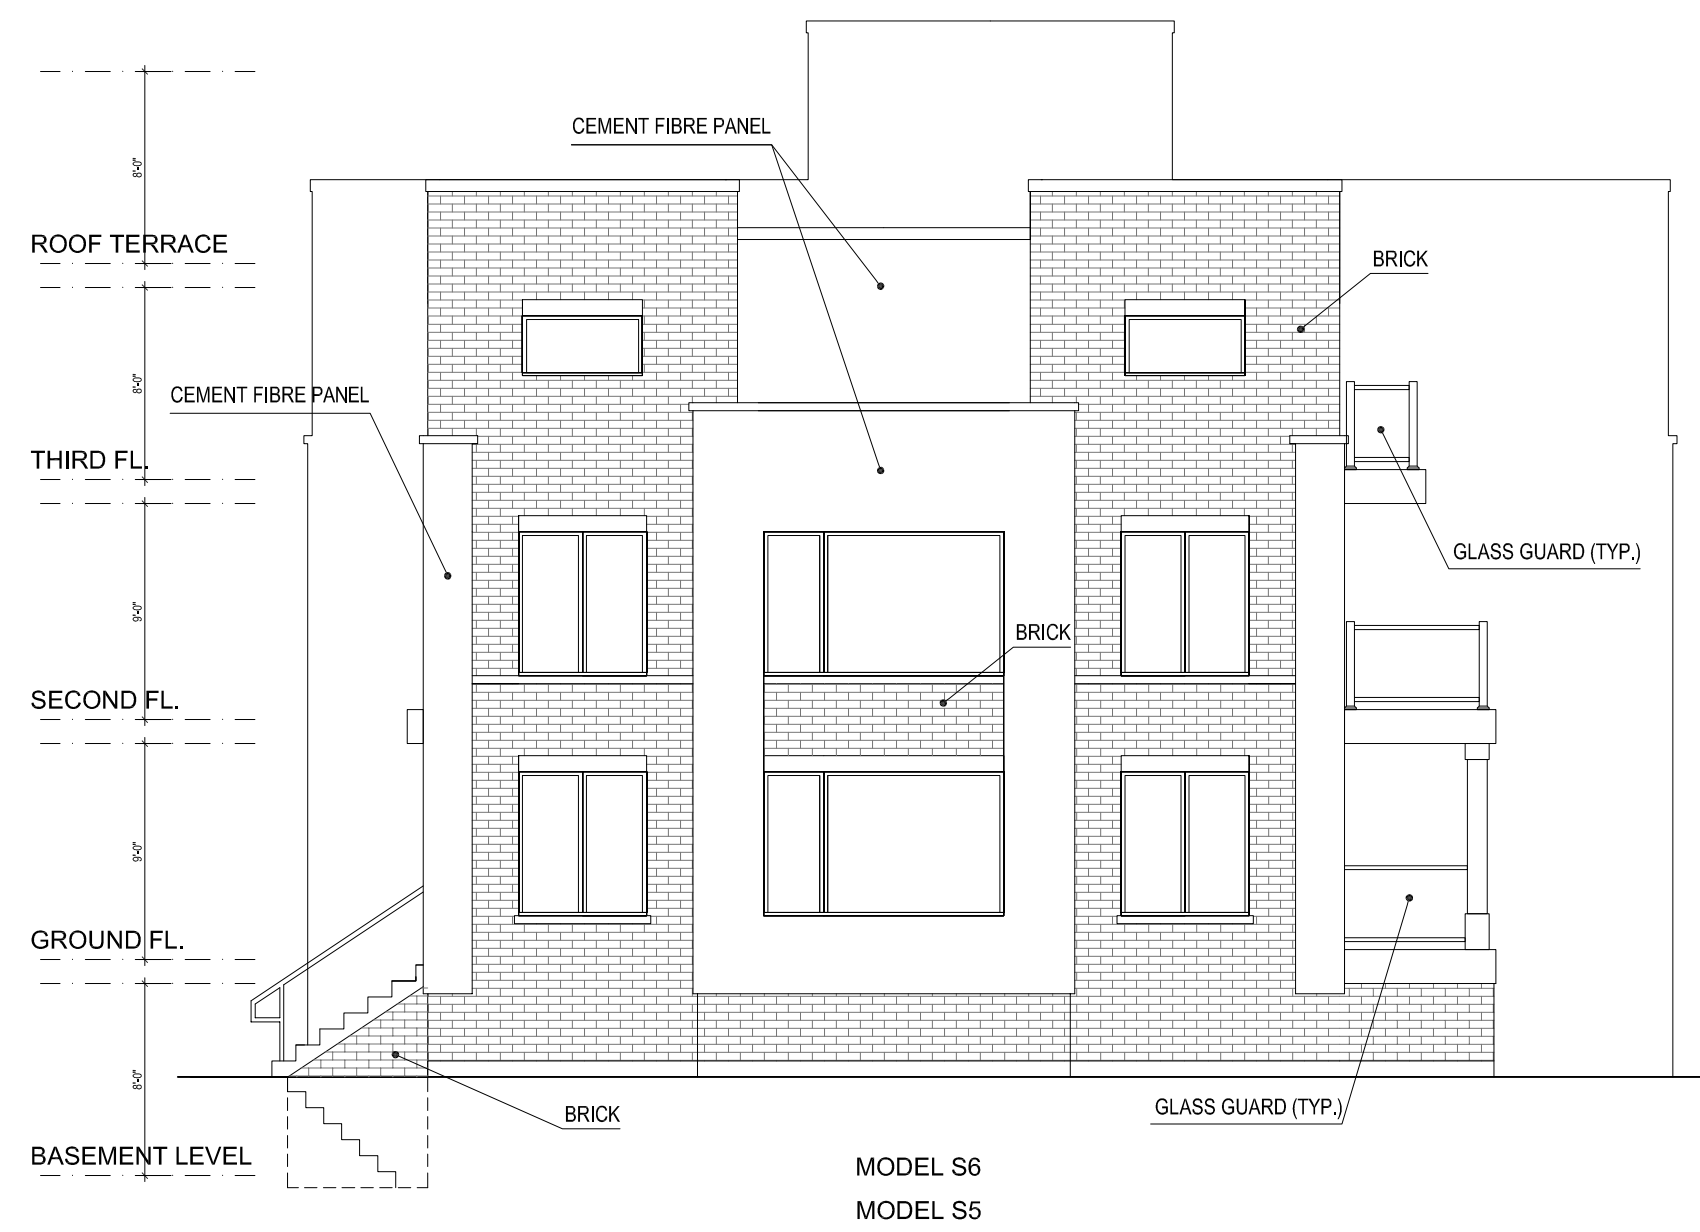 CEMENT FIBRE PANEL
8'-0"
ROOF TERRACE
BRICK
8'-0"
CEMENT FIBRE PANEL
THIRD FL.
GLASS GUARD (TYP.)
9'-0"
BRICK
SECOND FL.
9'-0"
GROUND FL.
8'-0"
GLASS GUARD (TYP.)
BRICK
BASEMENT LEVEL
MODEL S6
MODEL S5